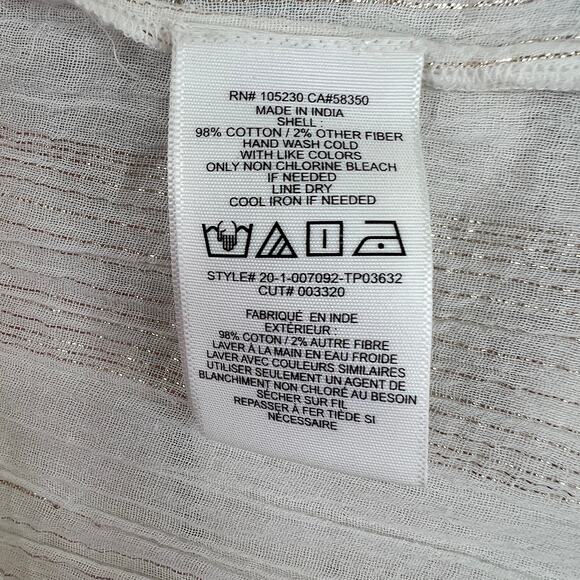 RN# 105230 CA#58350
MADE IN INDIA
SHELL :
98% COTTON / 2% OTHER FIBER
HAND WASH COLD
WITH LIKE COLORS
ONLY NON CHLORINE BLEACH
IF NEEDED
LINE DRY
COOL IRON IF NEEDED
STYLE# 20-1-007092-TP03632
CUT# 003320
FABRIQUÉ EN INDE
EXTÉRIEUR :
98% COTON / 2% AUTRE FIBRE
LAVER À LA MAIN EN EAU FROIDE
LAVER AVEC COULEURS SIMILAIRES
UTILISER SEULEMENT UN AGENT DE
BLANCHIMENT NON CHLORÉ AU BESOIN
SÉCHER SUR FIL
REPASSER À FER TIÈDE SI
NÉCESSAIRE